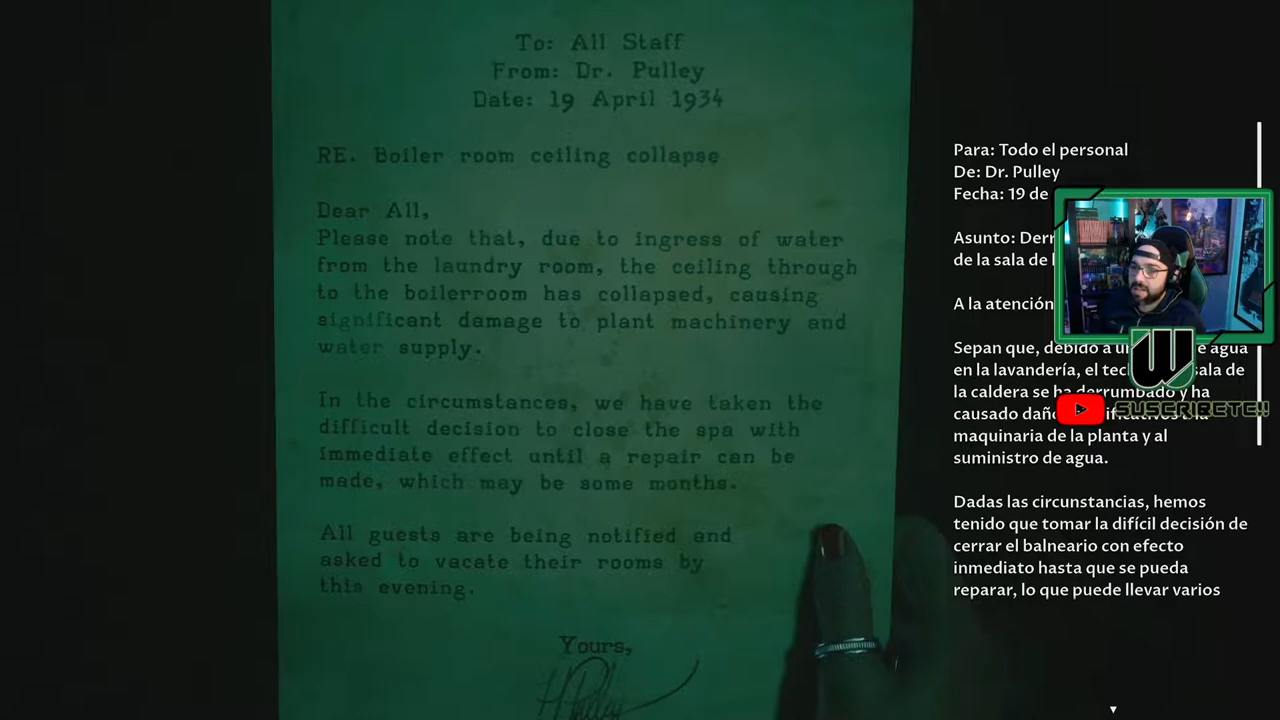 To: All Staff
From: Dr. Pulley
Date: 19 April 1934
RE. Boiler room ceiling collapse
Dear All,
Please note that, due to ingress of water
from the laundry room, the ceiling through
to the boilerroom has collapsed, causing
significant damage to plant machinery and
water supply.
In the circumstances, we have taken the
difficult decision to close the spa with
immediate effect until a repair can be
made, which may be some months.
All guests are being notified and
asked to vacate their rooms by
this evening.
Yours,
H Pulley
Para: Todo el personal
De: Dr. Pulley
Fecha: 19 de
Asunto:
de la sala de
A la atención
Sepan que, debido a e agua
en la lavandería, el sala de
la caldera se ha derrumbado y ha
causado
maquinaria de la planta y al
suministro de agua.
Dadas las circunstancias, hemos
tenido que tomar la difícil decisión de
cerrar el balneario con efecto
inmediato hasta que se pueda
reparar, lo que puede llevar varios
W
SUSCRIBETE!!